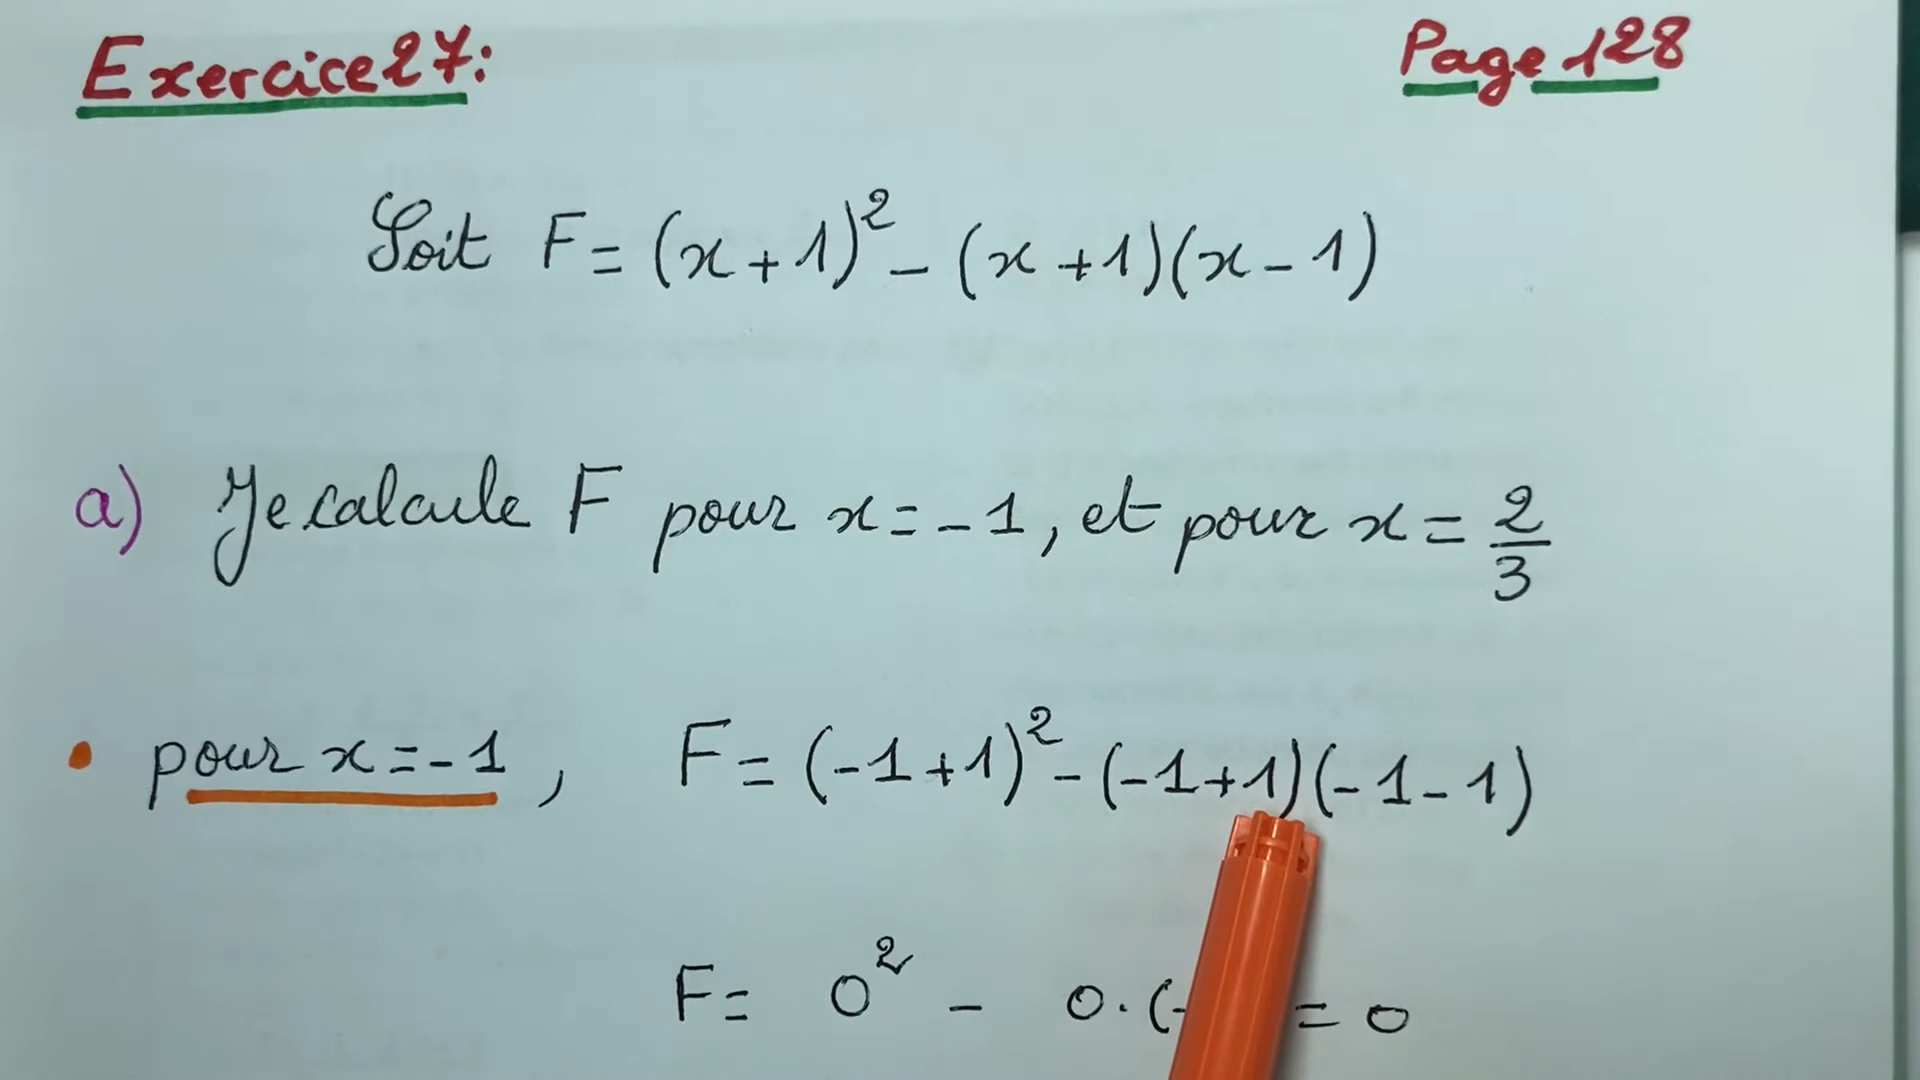 Exercice 27:
Page 128
Soit F = (x + 1)² - (x + 1)(x - 1)
a) Je calcule F pour x = -1, et pour x = 2/3
• pour x = -1, F = (-1 + 1)² - (-1 + 1)(-1 - 1)
F = 0² - 0 · (- = 0